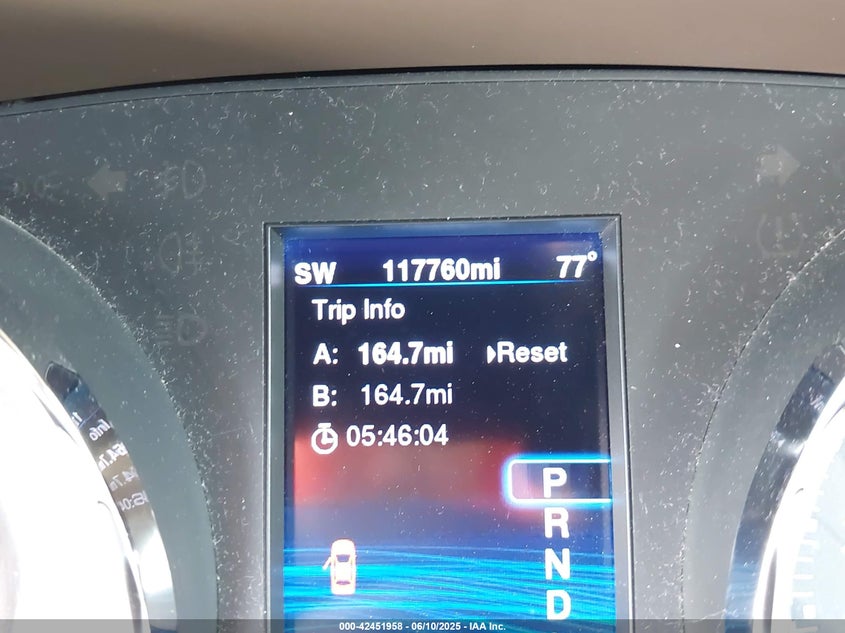 SW 117760mi 77°
Trip Info
A: 164.7mi Reset
B: 164.7mi
05:46:04
P
R
N
D
000-42451958 - 06/10/2025 - IAA Inc.